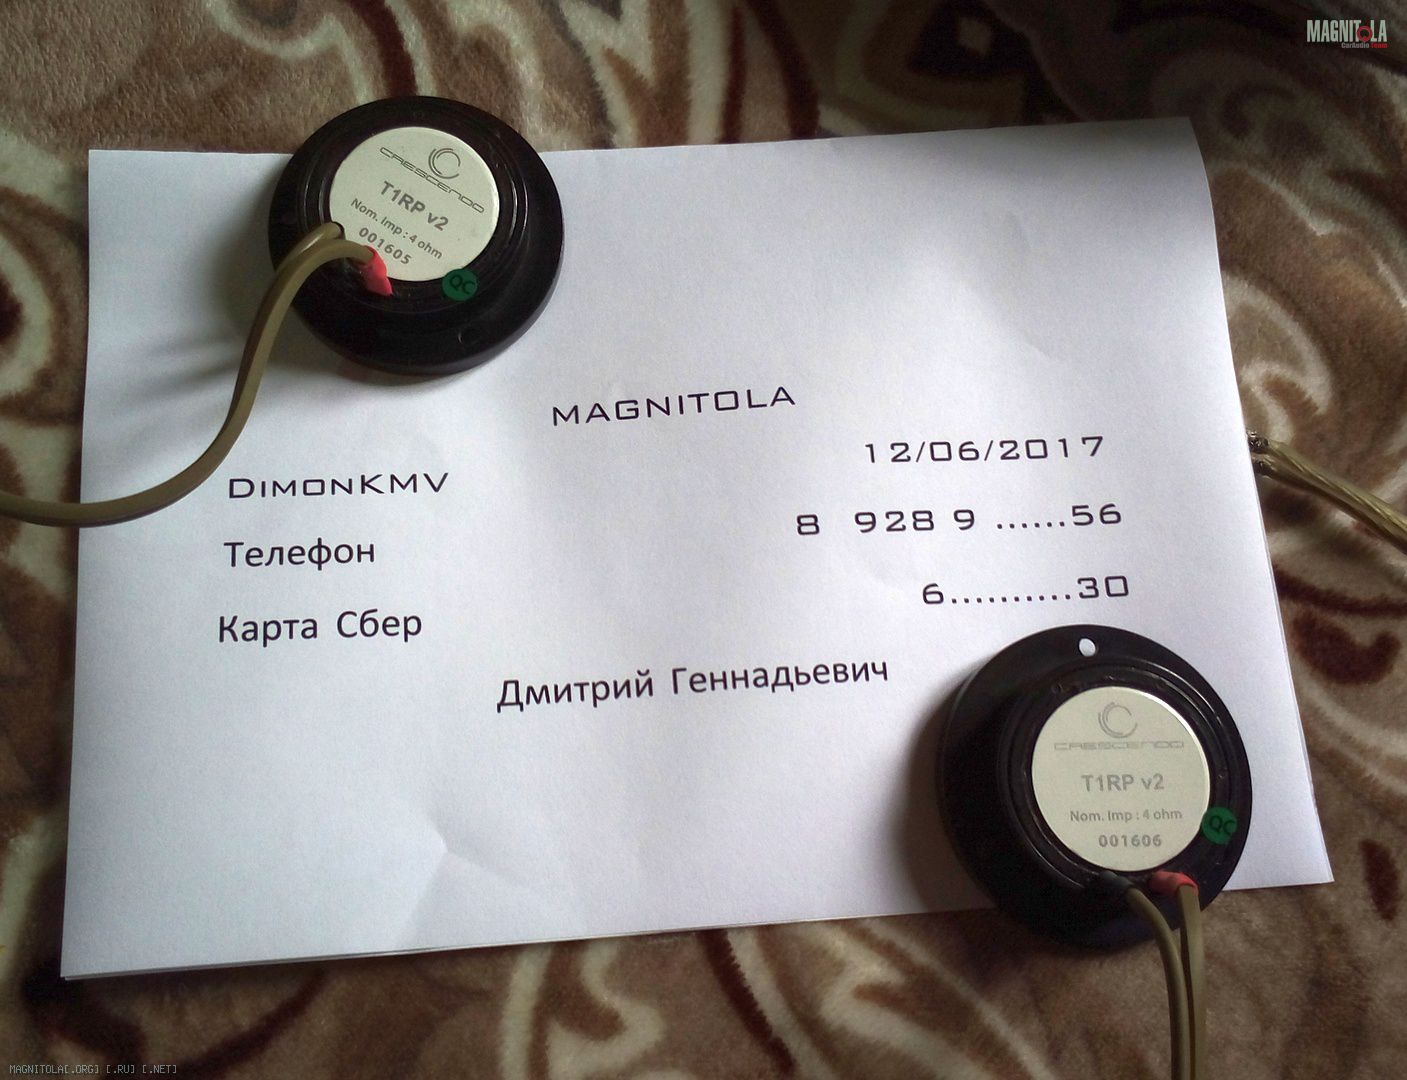 MAGNITOLA
CarAudio Team
CRESCENDO
T1RP v2
Nom. Imp : 4 ohm
001605
QC
MAGNITOLA
12/06/2017
DimonKMV
8 928 9 ......56
Телефон
6..........30
Карта Сбер
Дмитрий Геннадьевич
CRESCENDO
T1RP v2
Nom. Imp : 4 ohm
001606
QC
MAGNITOLA[.ORG] [.RU] [.NET]